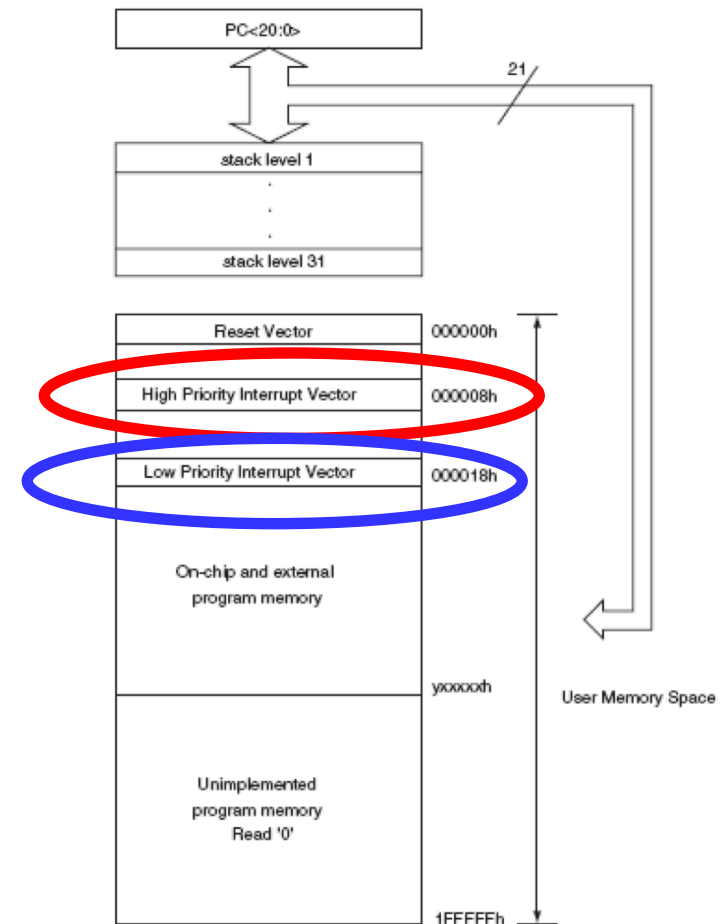 PC<20:0>
21
stack level 1
.
.
.
stack level 31
Reset Vector 000000h
High Priority Interrupt Vector 000008h
Low Priority Interrupt Vector 000018h
On-chip and external
program memory
yxxxxxh
User Memory Space
Unimplemented
program memory
Read '0'
1FFFFFh